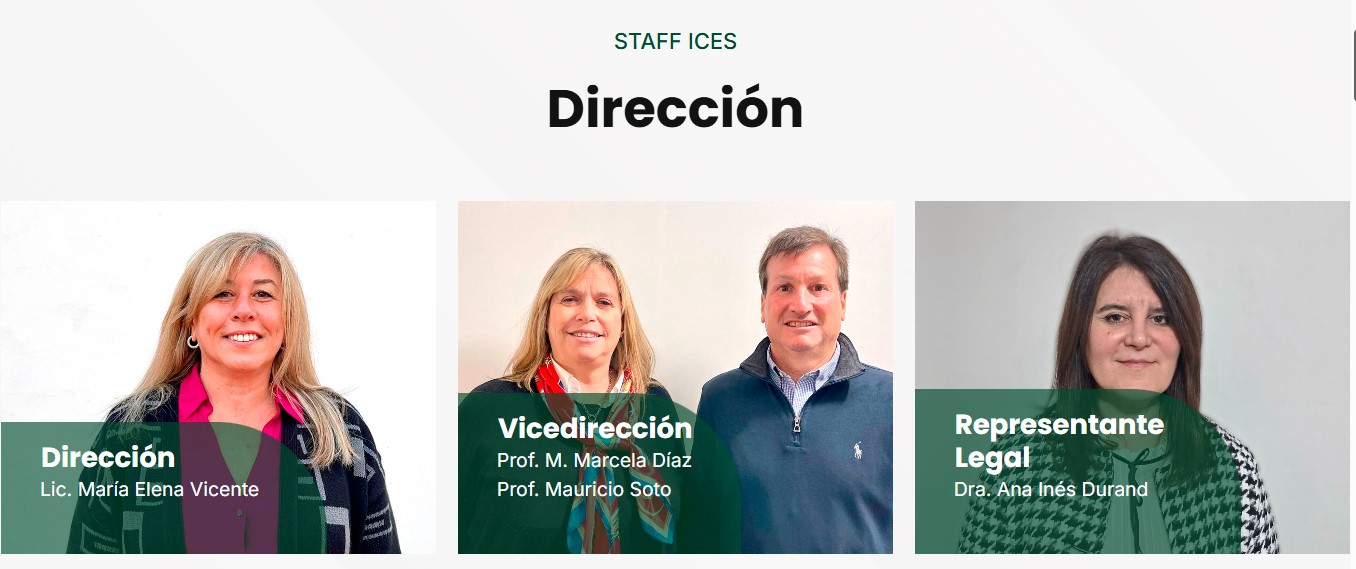 STAFF ICES
Dirección
Dirección
Lic. María Elena Vicente
Vicedirección
Prof. M. Marcela Díaz
Prof. Mauricio Soto
Representante
Legal
Dra. Ana Inés Durand